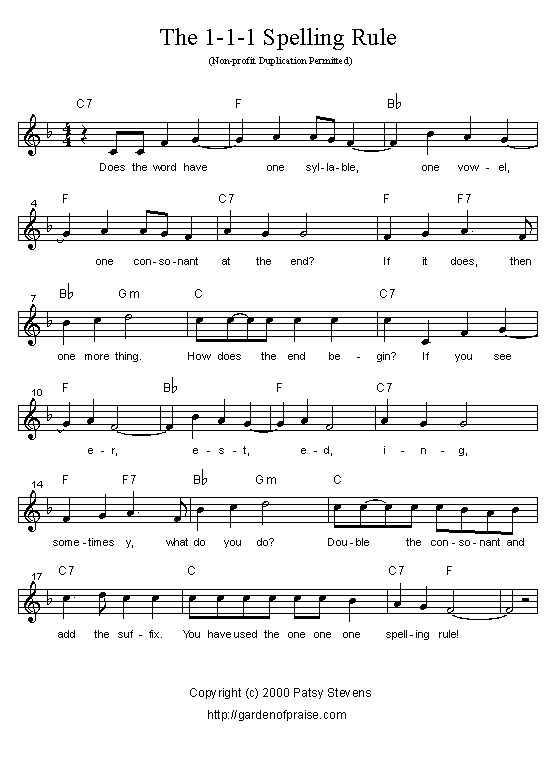 The 1-1-1 Spelling Rule
(Non-profit Duplication Permitted)
C7 F B♭
Does the word have one syl-la-ble, one vow-el,
4 F C7 F F7
one con-so-nant at the end? If it does, then
7 B♭ Gm C C7
one more thing. How does the end be-gin? If you see
10 F B♭ F C7
e-r, e-s-t, e-d, i-n-g,
14 F F7 B♭ Gm C
some-times y, what do you do? Dou-ble the con-so-nant and
17 C7 C C7 F
add the suf-fix. You have used the one one one spell-ing rule!
Copyright (c) 2000 Patsy Stevens
http://gardenofpraise.com